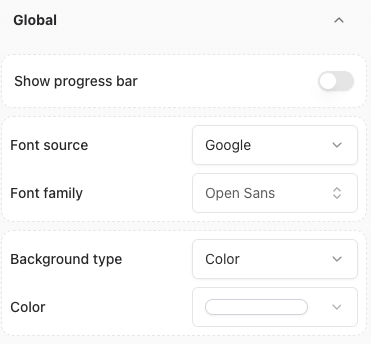 Global
Show progress bar
Font source
Google
Font family
Open Sans
Background type
Color
Color